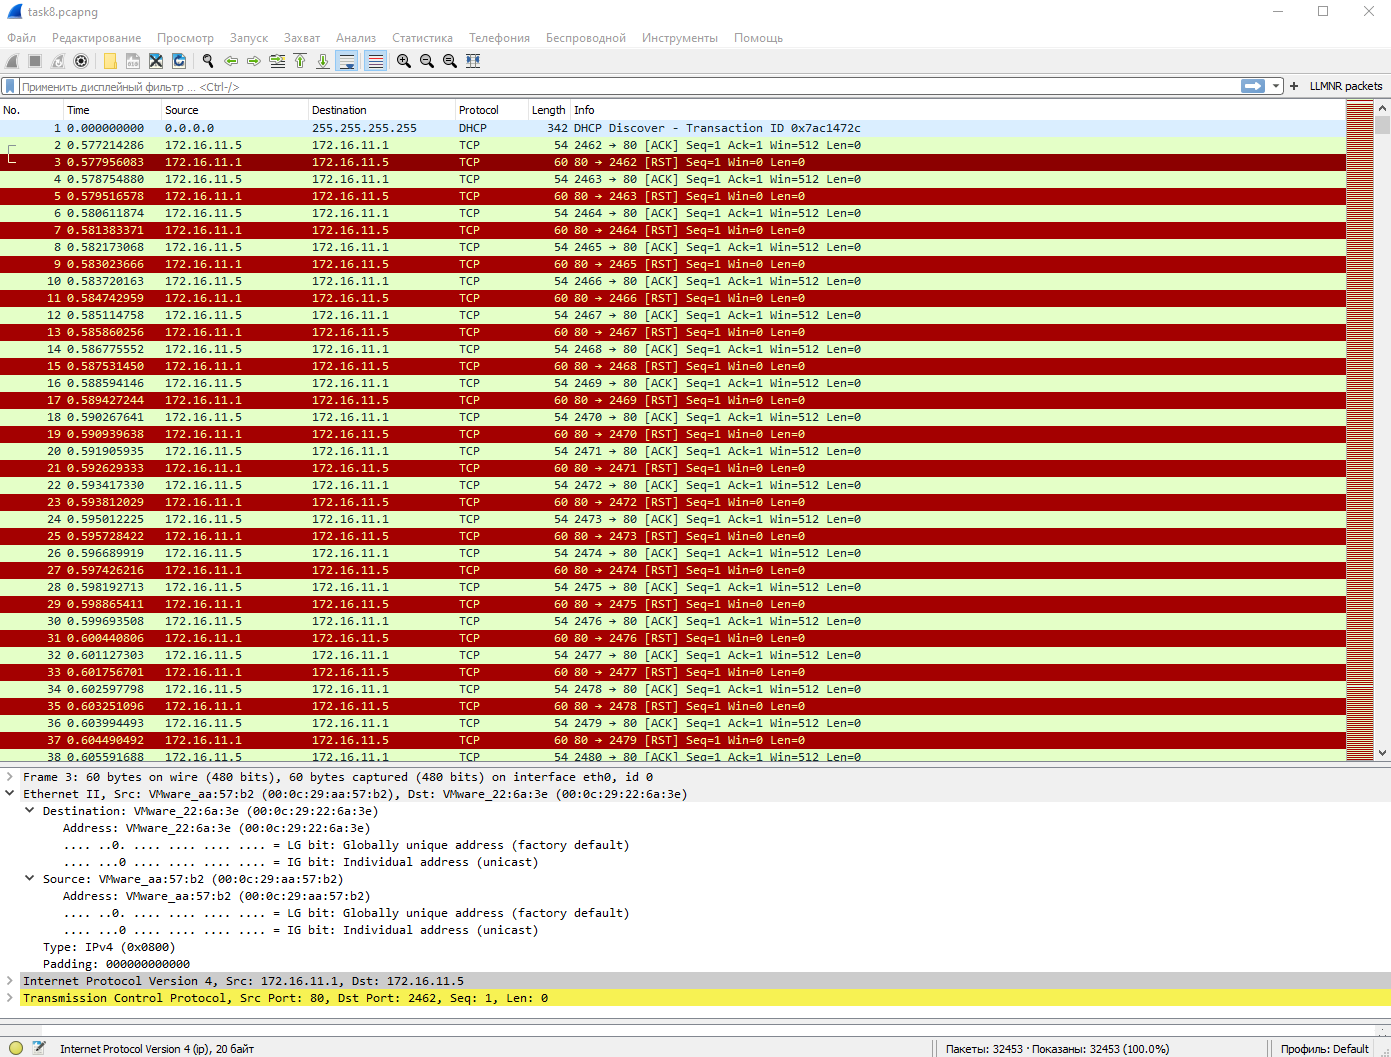 task8.pcapng
Файл Редактирование Просмотр Запуск Захват Анализ Статистика Телефония Беспроводной Инструменты Помощь
Применить дисплейный фильтр ... <Ctrl-/> + LLMNR packets
No. Time Source Destination Protocol Length Info
1 0.000000000 0.0.0.0 255.255.255.255 DHCP 342 DHCP Discover - Transaction ID 0x7ac1472c
2 0.577214286 172.16.11.5 172.16.11.1 TCP 54 2462 → 80 [ACK] Seq=1 Ack=1 Win=512 Len=0
3 0.577956083 172.16.11.1 172.16.11.5 TCP 60 80 → 2462 [RST] Seq=1 Win=0 Len=0
4 0.578754880 172.16.11.5 172.16.11.1 TCP 54 2463 → 80 [ACK] Seq=1 Ack=1 Win=512 Len=0
5 0.579516578 172.16.11.1 172.16.11.5 TCP 60 80 → 2463 [RST] Seq=1 Win=0 Len=0
6 0.580611874 172.16.11.5 172.16.11.1 TCP 54 2464 → 80 [ACK] Seq=1 Ack=1 Win=512 Len=0
7 0.581383371 172.16.11.1 172.16.11.5 TCP 60 80 → 2464 [RST] Seq=1 Win=0 Len=0
8 0.582173068 172.16.11.5 172.16.11.1 TCP 54 2465 → 80 [ACK] Seq=1 Ack=1 Win=512 Len=0
9 0.583023666 172.16.11.1 172.16.11.5 TCP 60 80 → 2465 [RST] Seq=1 Win=0 Len=0
10 0.583720163 172.16.11.5 172.16.11.1 TCP 54 2466 → 80 [ACK] Seq=1 Ack=1 Win=512 Len=0
11 0.584742959 172.16.11.1 172.16.11.5 TCP 60 80 → 2466 [RST] Seq=1 Win=0 Len=0
12 0.585114758 172.16.11.5 172.16.11.1 TCP 54 2467 → 80 [ACK] Seq=1 Ack=1 Win=512 Len=0
13 0.585860256 172.16.11.1 172.16.11.5 TCP 60 80 → 2467 [RST] Seq=1 Win=0 Len=0
14 0.586775552 172.16.11.5 172.16.11.1 TCP 54 2468 → 80 [ACK] Seq=1 Ack=1 Win=512 Len=0
15 0.587531450 172.16.11.1 172.16.11.5 TCP 60 80 → 2468 [RST] Seq=1 Win=0 Len=0
16 0.588594146 172.16.11.5 172.16.11.1 TCP 54 2469 → 80 [ACK] Seq=1 Ack=1 Win=512 Len=0
17 0.589427244 172.16.11.1 172.16.11.5 TCP 60 80 → 2469 [RST] Seq=1 Win=0 Len=0
18 0.590267641 172.16.11.5 172.16.11.1 TCP 54 2470 → 80 [ACK] Seq=1 Ack=1 Win=512 Len=0
19 0.590939638 172.16.11.1 172.16.11.5 TCP 60 80 → 2470 [RST] Seq=1 Win=0 Len=0
20 0.591905935 172.16.11.5 172.16.11.1 TCP 54 2471 → 80 [ACK] Seq=1 Ack=1 Win=512 Len=0
21 0.592629333 172.16.11.1 172.16.11.5 TCP 60 80 → 2471 [RST] Seq=1 Win=0 Len=0
22 0.593417330 172.16.11.5 172.16.11.1 TCP 54 2472 → 80 [ACK] Seq=1 Ack=1 Win=512 Len=0
23 0.593812029 172.16.11.1 172.16.11.5 TCP 60 80 → 2472 [RST] Seq=1 Win=0 Len=0
24 0.595012225 172.16.11.5 172.16.11.1 TCP 54 2473 → 80 [ACK] Seq=1 Ack=1 Win=512 Len=0
25 0.595728422 172.16.11.1 172.16.11.5 TCP 60 80 → 2473 [RST] Seq=1 Win=0 Len=0
26 0.596689919 172.16.11.5 172.16.11.1 TCP 54 2474 → 80 [ACK] Seq=1 Ack=1 Win=512 Len=0
27 0.597426216 172.16.11.1 172.16.11.5 TCP 60 80 → 2474 [RST] Seq=1 Win=0 Len=0
28 0.598192713 172.16.11.5 172.16.11.1 TCP 54 2475 → 80 [ACK] Seq=1 Ack=1 Win=512 Len=0
29 0.598865411 172.16.11.1 172.16.11.5 TCP 60 80 → 2475 [RST] Seq=1 Win=0 Len=0
30 0.599693508 172.16.11.5 172.16.11.1 TCP 54 2476 → 80 [ACK] Seq=1 Ack=1 Win=512 Len=0
31 0.600440806 172.16.11.1 172.16.11.5 TCP 60 80 → 2476 [RST] Seq=1 Win=0 Len=0
32 0.601127303 172.16.11.5 172.16.11.1 TCP 54 2477 → 80 [ACK] Seq=1 Ack=1 Win=512 Len=0
33 0.601756701 172.16.11.1 172.16.11.5 TCP 60 80 → 2477 [RST] Seq=1 Win=0 Len=0
34 0.602597798 172.16.11.5 172.16.11.1 TCP 54 2478 → 80 [ACK] Seq=1 Ack=1 Win=512 Len=0
35 0.603251096 172.16.11.1 172.16.11.5 TCP 60 80 → 2478 [RST] Seq=1 Win=0 Len=0
36 0.603994493 172.16.11.5 172.16.11.1 TCP 54 2479 → 80 [ACK] Seq=1 Ack=1 Win=512 Len=0
37 0.604490492 172.16.11.1 172.16.11.5 TCP 60 80 → 2479 [RST] Seq=1 Win=0 Len=0
38 0.605591688 172.16.11.5 172.16.11.1 TCP 54 2480 → 80 [ACK] Seq=1 Ack=1 Win=512 Len=0
Frame 3: 60 bytes on wire (480 bits), 60 bytes captured (480 bits) on interface eth0, id 0
Ethernet II, Src: VMware_aa:57:b2 (00:0c:29:aa:57:b2), Dst: VMware_22:6a:3e (00:0c:29:22:6a:3e)
Destination: VMware_22:6a:3e (00:0c:29:22:6a:3e)
Address: VMware_22:6a:3e (00:0c:29:22:6a:3e)
.... ..0. .... .... .... .... = LG bit: Globally unique address (factory default)
.... ...0 .... .... .... .... = IG bit: Individual address (unicast)
Source: VMware_aa:57:b2 (00:0c:29:aa:57:b2)
Address: VMware_aa:57:b2 (00:0c:29:aa:57:b2)
.... ..0. .... .... .... .... = LG bit: Globally unique address (factory default)
.... ...0 .... .... .... .... = IG bit: Individual address (unicast)
Type: IPv4 (0x0800)
Padding: 000000000000
Internet Protocol Version 4, Src: 172.16.11.1, Dst: 172.16.11.5
Transmission Control Protocol, Src Port: 80, Dst Port: 2462, Seq: 1, Len: 0
Internet Protocol Version 4 (ip), 20 байт Пакеты: 32453 · Показаны: 32453 (100.0%) Профиль: Default